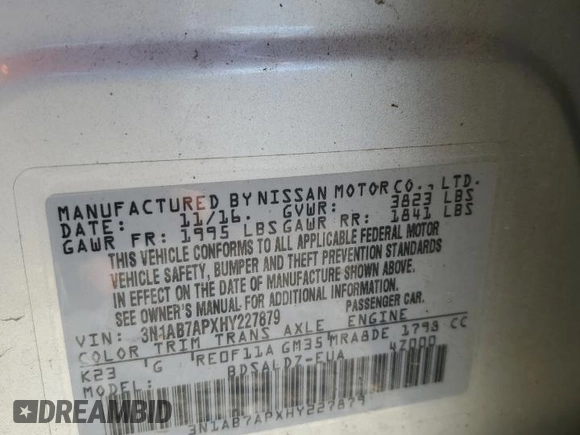 MANUFACTURED BY NISSAN MOTOR CO., LTD.
DATE: 11/16. GVWR: 3823 LBS
GAWR FR: 1995 LBS GAWR RR: 1841 LBS
THIS VEHICLE CONFORMS TO ALL APPLICABLE FEDERAL MOTOR
VEHICLE SAFETY, BUMPER AND THEFT PREVENTION STANDARDS
IN EFFECT ON THE DATE OF MANUFACTURE SHOWN ABOVE.
SEE OWNER'S MANUAL FOR ADDITIONAL INFORMATION.
VIN: 3N1AB7APXHY227879 PASSENGER CAR.
COLOR TRIM TRANS AXLE ENGINE
K23 G RE0F11A GM35 MRA8DE 1798 CC
MODEL: BDSALDZ-EUA 4Z000
3N1AB7APXHY227879
DREAMBID